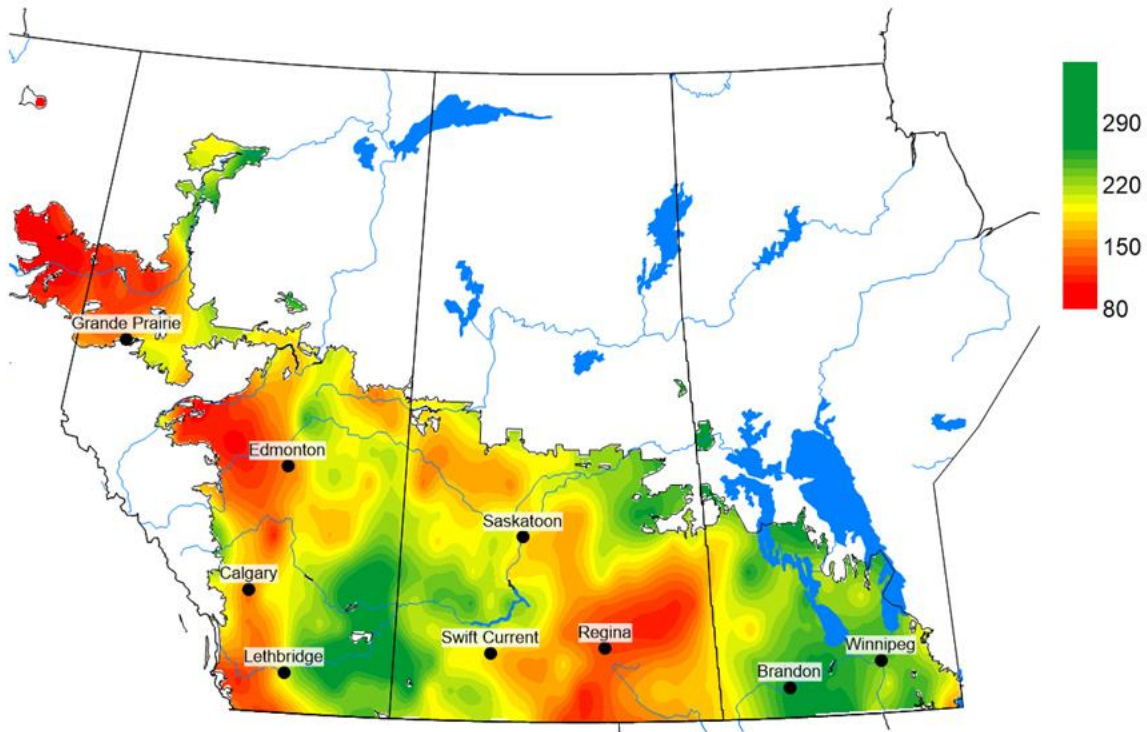 290
220
150
80
Grande Prairie
Edmonton
Saskatoon
Calgary
Swift Current
Regina
Lethbridge
Winnipeg
Brandon